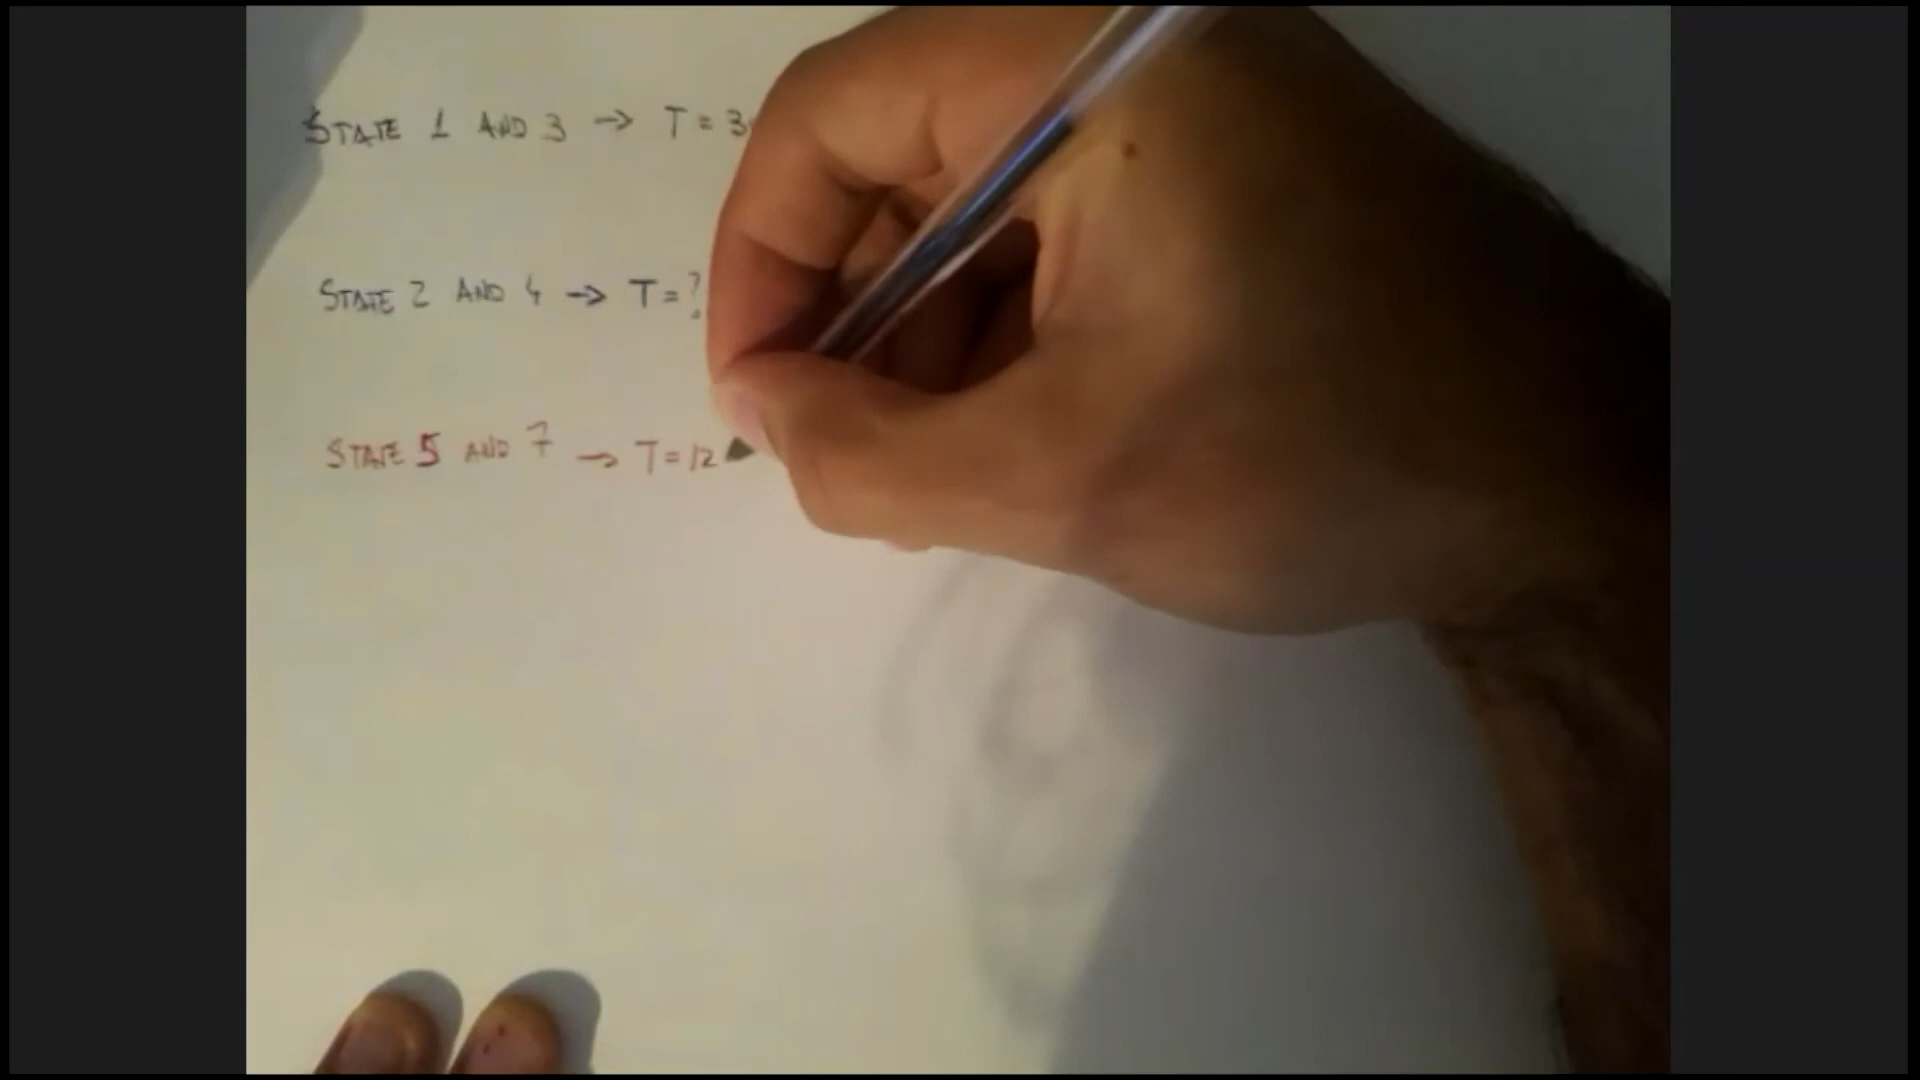 STATE 1 AND 3 → T = 3
STATE 2 AND 4 → T = ?
STATE 5 AND 7 → T = 12